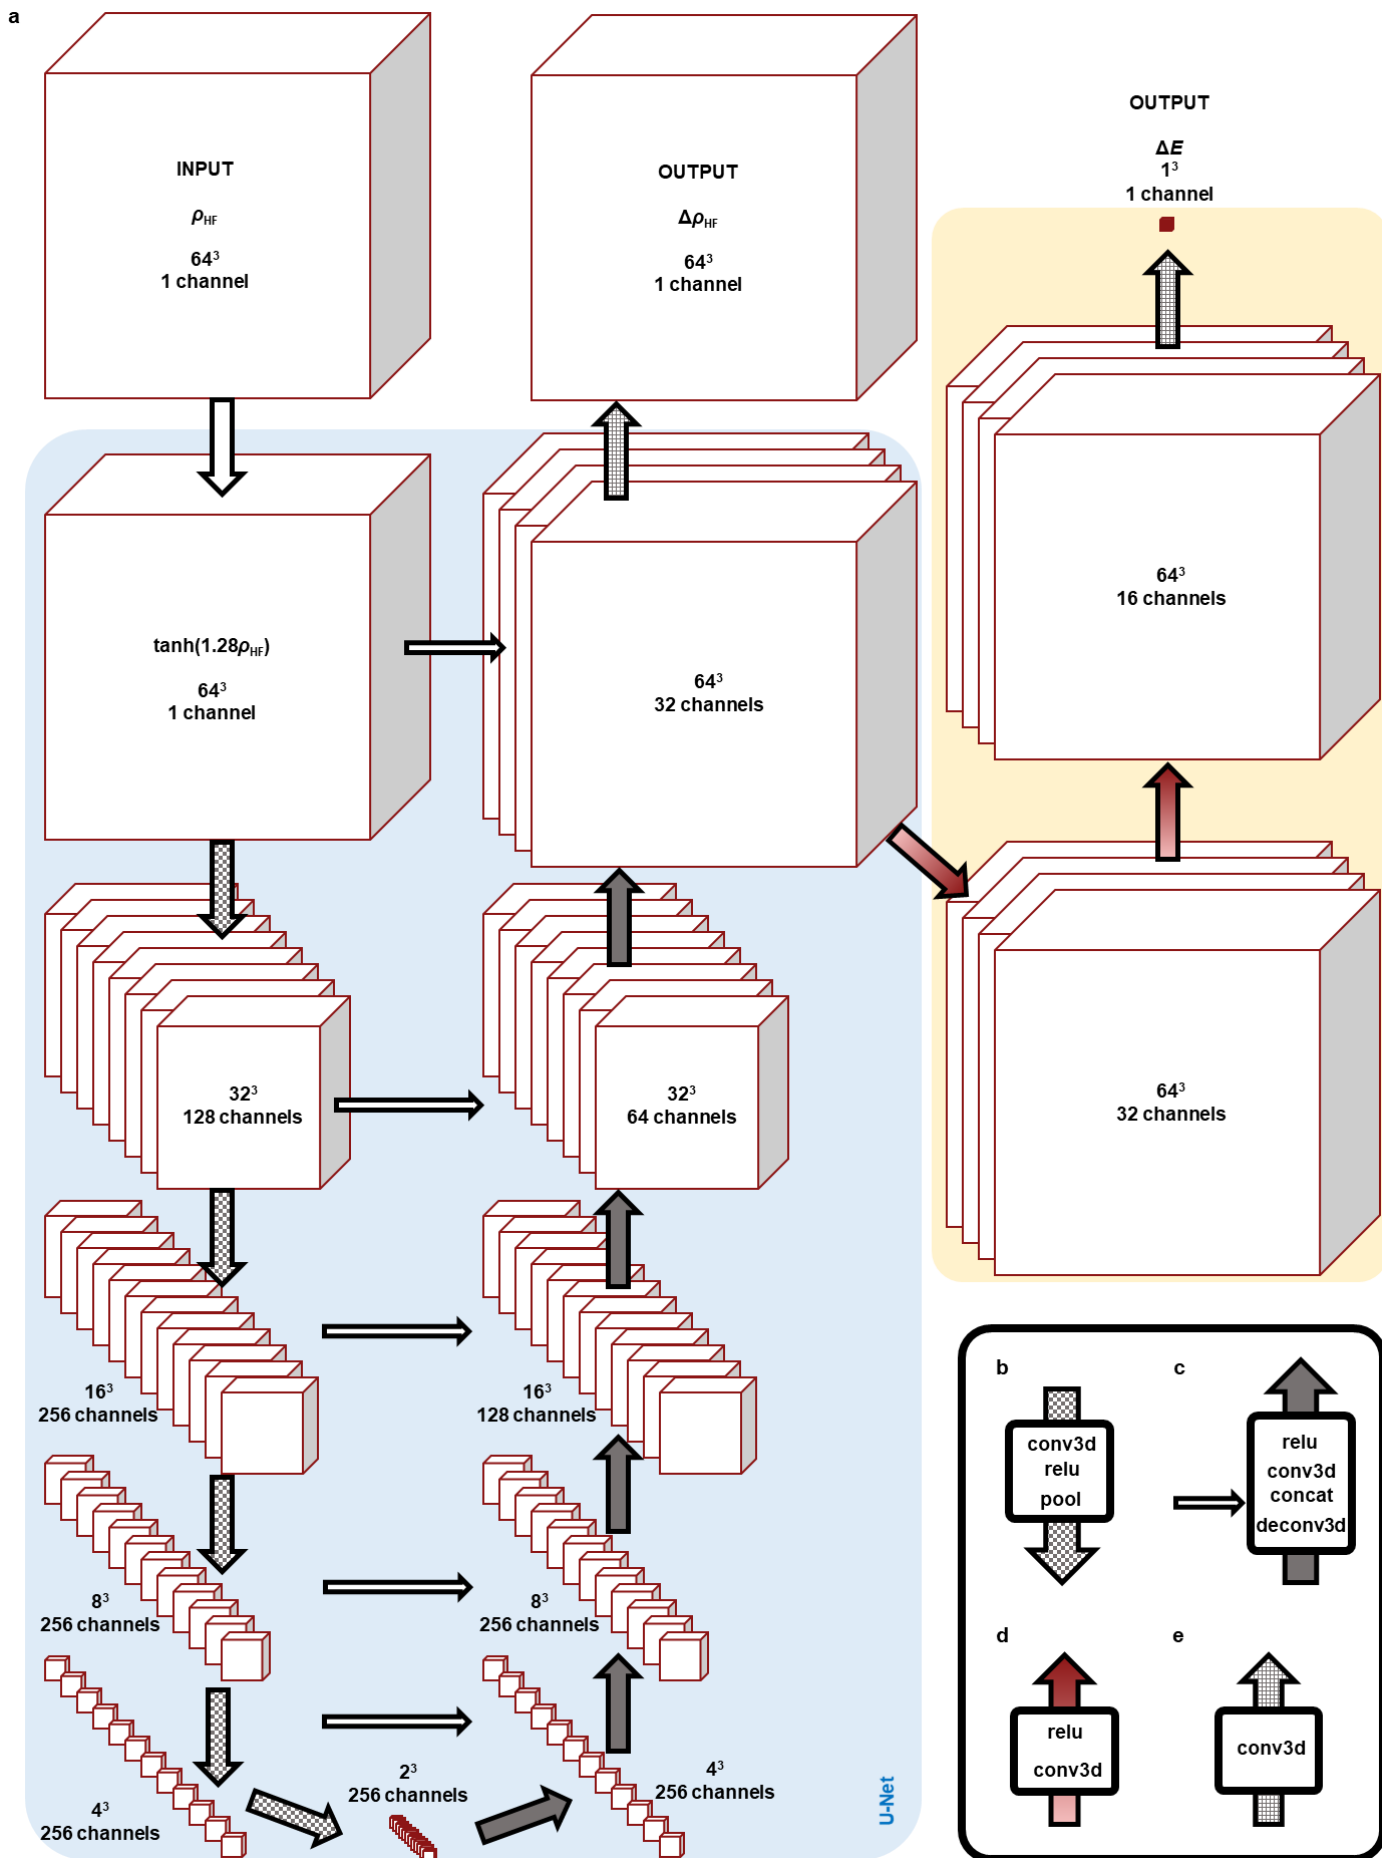 a
INPUT
ρHF
64³
1 channel
OUTPUT
ΔρHF
64³
1 channel
OUTPUT
ΔE
1³
1 channel
tanh(1.28ρHF)
64³
1 channel
64³
32 channels
64³
16 channels
32³
128 channels
32³
64 channels
64³
32 channels
16³
256 channels
16³
128 channels
8³
256 channels
8³
256 channels
4³
256 channels
2³
256 channels
4³
256 channels
U-Net
b
conv3d
relu
pool
c
relu
conv3d
concat
deconv3d
d
relu
conv3d
e
conv3d